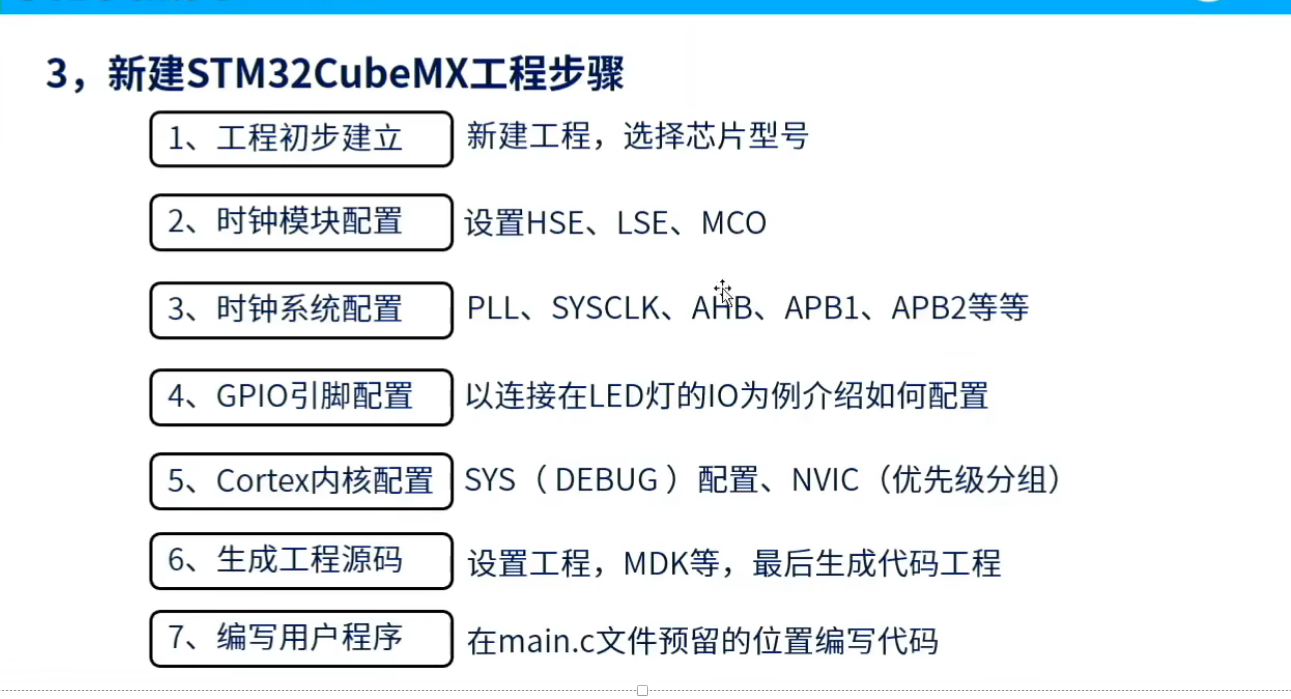 3，新建STM32CubeMX工程步骤
1、工程初步建立 新建工程，选择芯片型号
2、时钟模块配置 设置HSE、LSE、MCO
3、时钟系统配置 PLL、SYSCLK、AHB、APB1、APB2等等
4、GPIO引脚配置 以连接在LED灯的IO为例介绍如何配置
5、Cortex内核配置 SYS（ DEBUG ）配置、NVIC（优先级分组）
6、生成工程源码 设置工程，MDK等，最后生成代码工程
7、编写用户程序 在main.c文件预留的位置编写代码